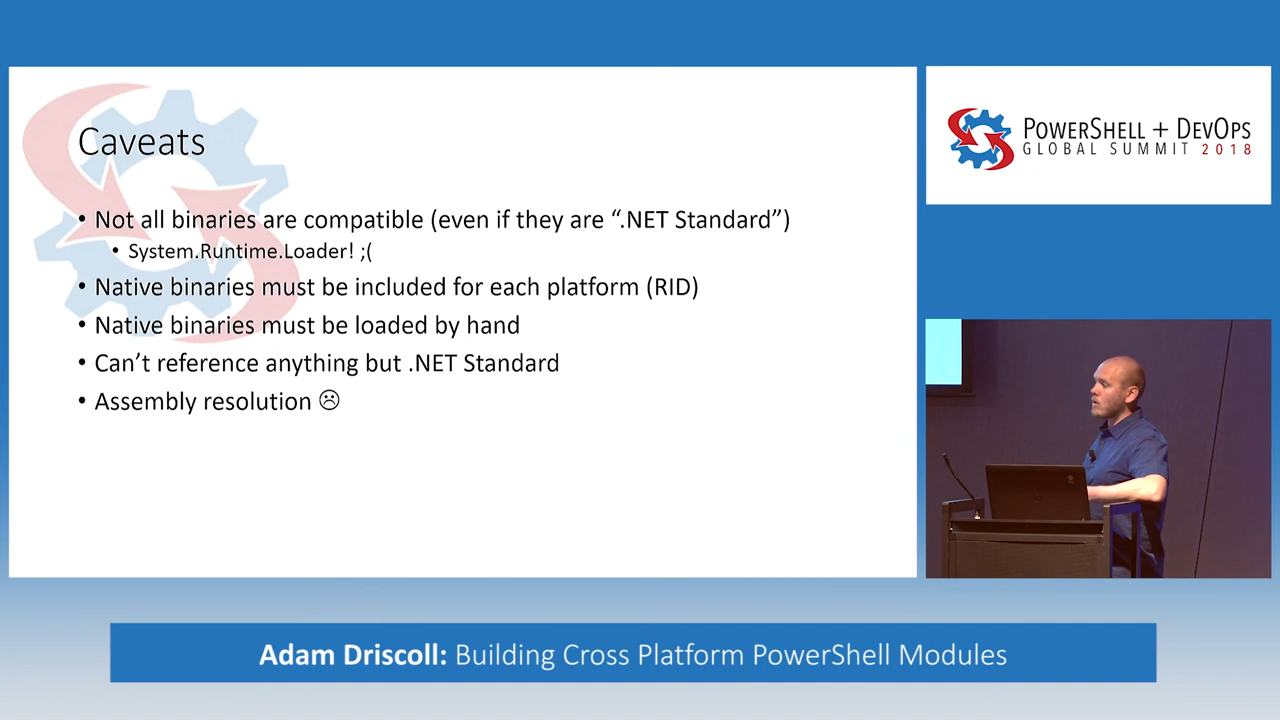 Caveats
• Not all binaries are compatible (even if they are “.NET Standard”)
• System.Runtime.Loader! ;(
• Native binaries must be included for each platform (RID)
• Native binaries must be loaded by hand
• Can’t reference anything but .NET Standard
• Assembly resolution ☹
POWERSHELL + DEVOPS
GLOBAL SUMMIT 2018
Adam Driscoll: Building Cross Platform PowerShell Modules